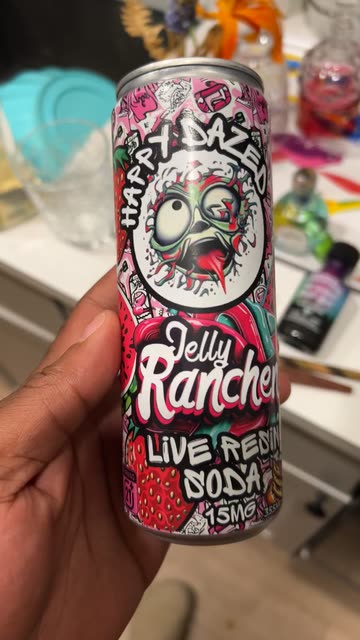 HAPPY DAZED
Jelly
Rancher
LIVE RESIN
SODA
15MG